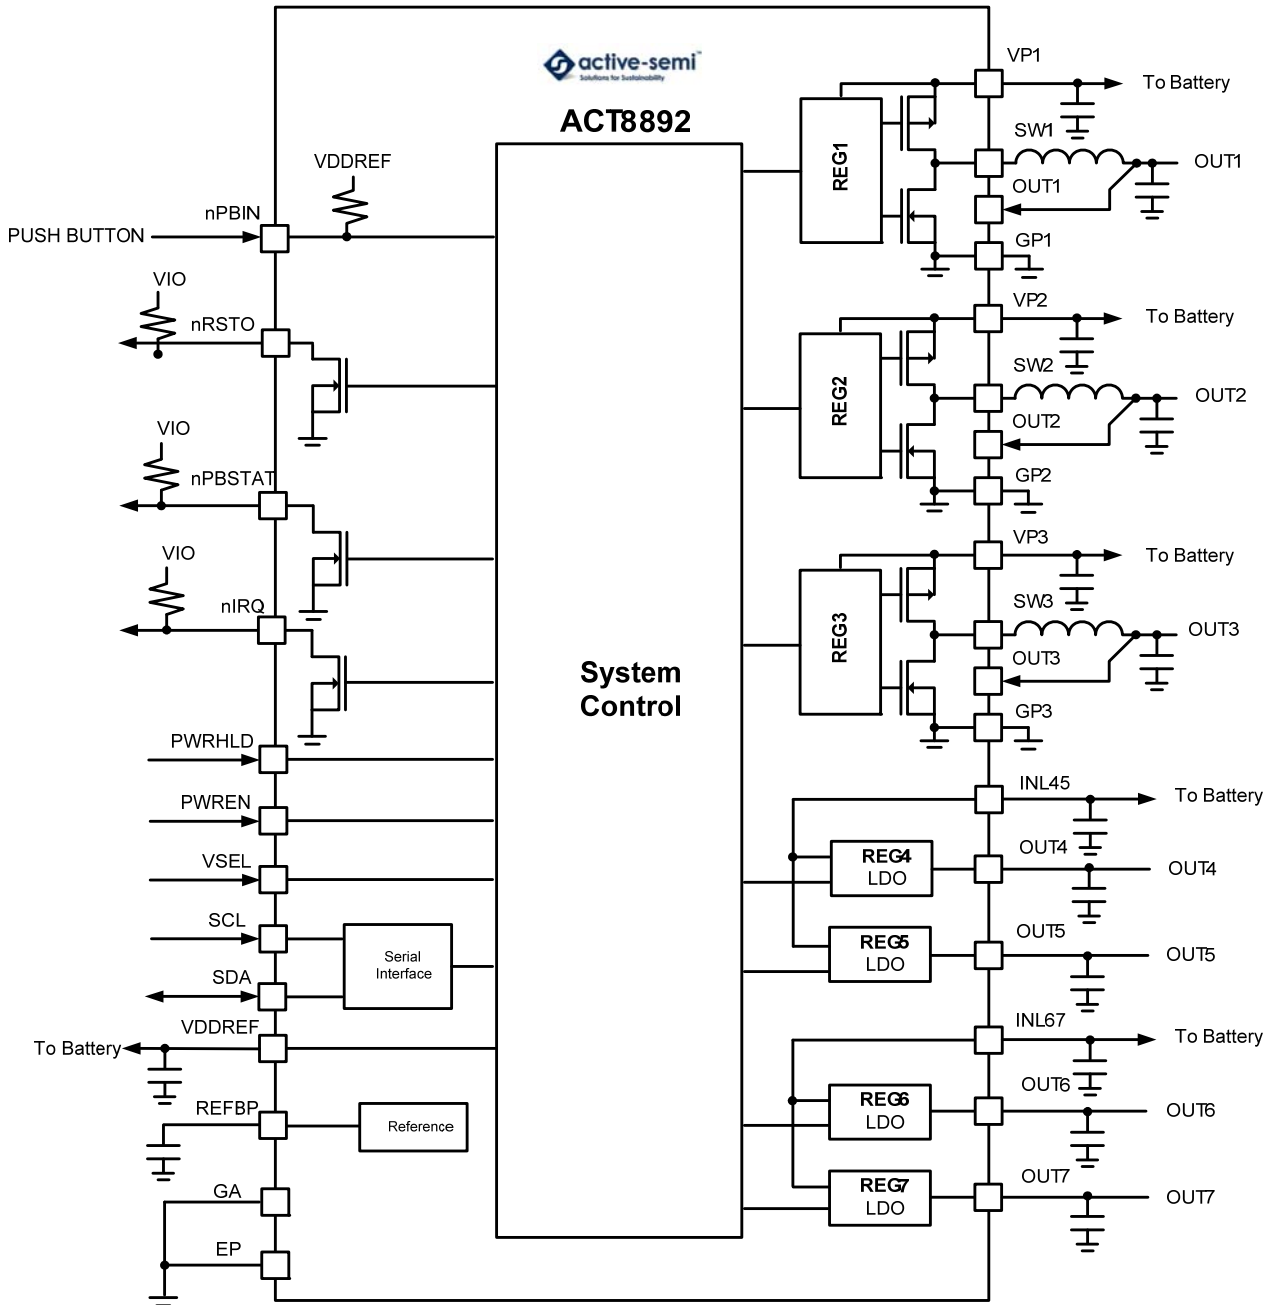 active-semi™
Solutions for Sustainability
ACT8892
VDDREF
nPBIN
PUSH BUTTON
VIO
nRSTO
VIO
nPBSTAT
VIO
nIRQ
PWRHLD
PWREN
VSEL
SCL
SDA
Serial
Interface
VDDREF
To Battery
REFBP
Reference
GA
EP
System
Control
VP1
To Battery
REG1
SW1
OUT1
OUT1
GP1
VP2
To Battery
REG2
SW2
OUT2
OUT2
GP2
VP3
To Battery
REG3
SW3
OUT3
OUT3
GP3
INL45
To Battery
REG4
LDO
OUT4
OUT4
REG5
LDO
OUT5
OUT5
INL67
To Battery
REG6
LDO
OUT6
OUT6
REG7
LDO
OUT7
OUT7